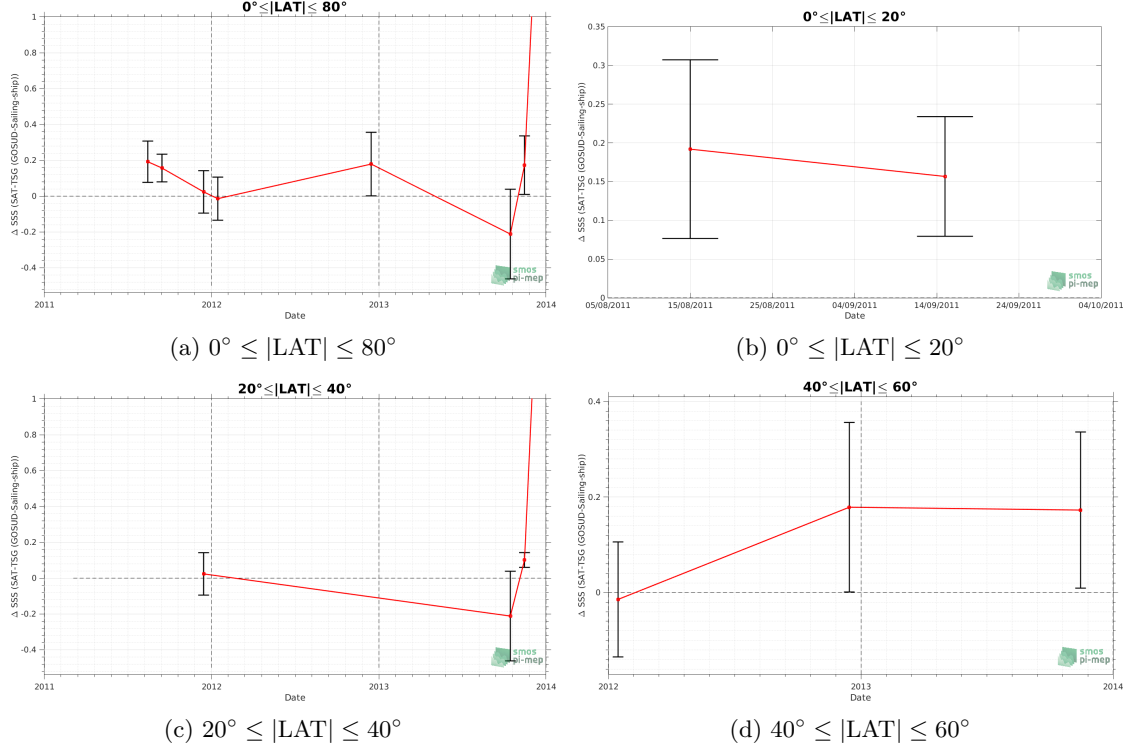 0°≤|LAT|≤ 80°
1
0.8
0.6
0.4
0.2
0
-0.2
-0.4
Δ SSS (SAT-TSG (GOSUD-Sailing-ship))
smos
pi-mep
2011
2012
2013
2014
Date
(a) 0° ≤ |LAT| ≤ 80°
0°≤|LAT|≤ 20°
0.35
0.3
0.25
0.2
0.15
0.1
0.05
0
Δ SSS (SAT-TSG (GOSUD-Sailing-ship))
smos
pi-mep
05/08/2011
15/08/2011
25/08/2011
04/09/2011
14/09/2011
24/09/2011
04/10/2011
Date
(b) 0° ≤ |LAT| ≤ 20°
20°≤|LAT|≤ 40°
1
0.8
0.6
0.4
0.2
0
-0.2
-0.4
Δ SSS (SAT-TSG (GOSUD-Sailing-ship))
smos
pi-mep
2011
2012
2013
2014
Date
(c) 20° ≤ |LAT| ≤ 40°
40°≤|LAT|≤ 60°
0.4
0.2
0
Δ SSS (SAT-TSG (GOSUD-Sailing-ship))
smos
pi-mep
2012
2013
2014
Date
(d) 40° ≤ |LAT| ≤ 60°